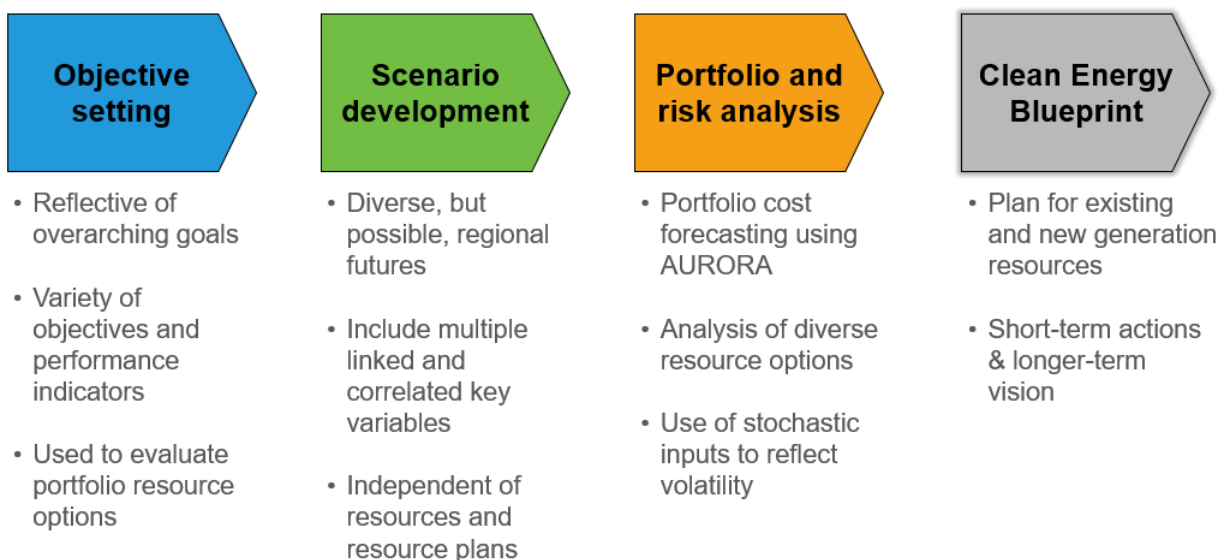 Objective
setting
• Reflective of
overarching goals
• Variety of
objectives and
performance
indicators
• Used to evaluate
portfolio resource
options
Scenario
development
• Diverse, but
possible, regional
futures
• Include multiple
linked and
correlated key
variables
• Independent of
resources and
resource plans
Portfolio and
risk analysis
• Portfolio cost
forecasting using
AURORA
• Analysis of diverse
resource options
• Use of stochastic
inputs to reflect
volatility
Clean Energy
Blueprint
• Plan for existing
and new generation
resources
• Short-term actions
& longer-term
vision